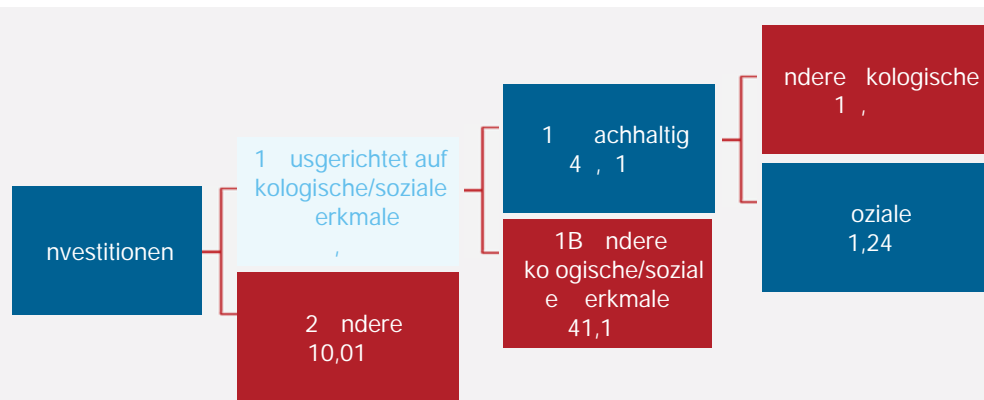 nvestitionen
1 usgerichtet auf
kologische/soziale
erkmale
,
2 ndere
10,01
1 achhaltig
4 , 1
1B ndere
ko ogische/sozial
e erkmale
41,1
ndere kologische
1 ,
oziale
1,24